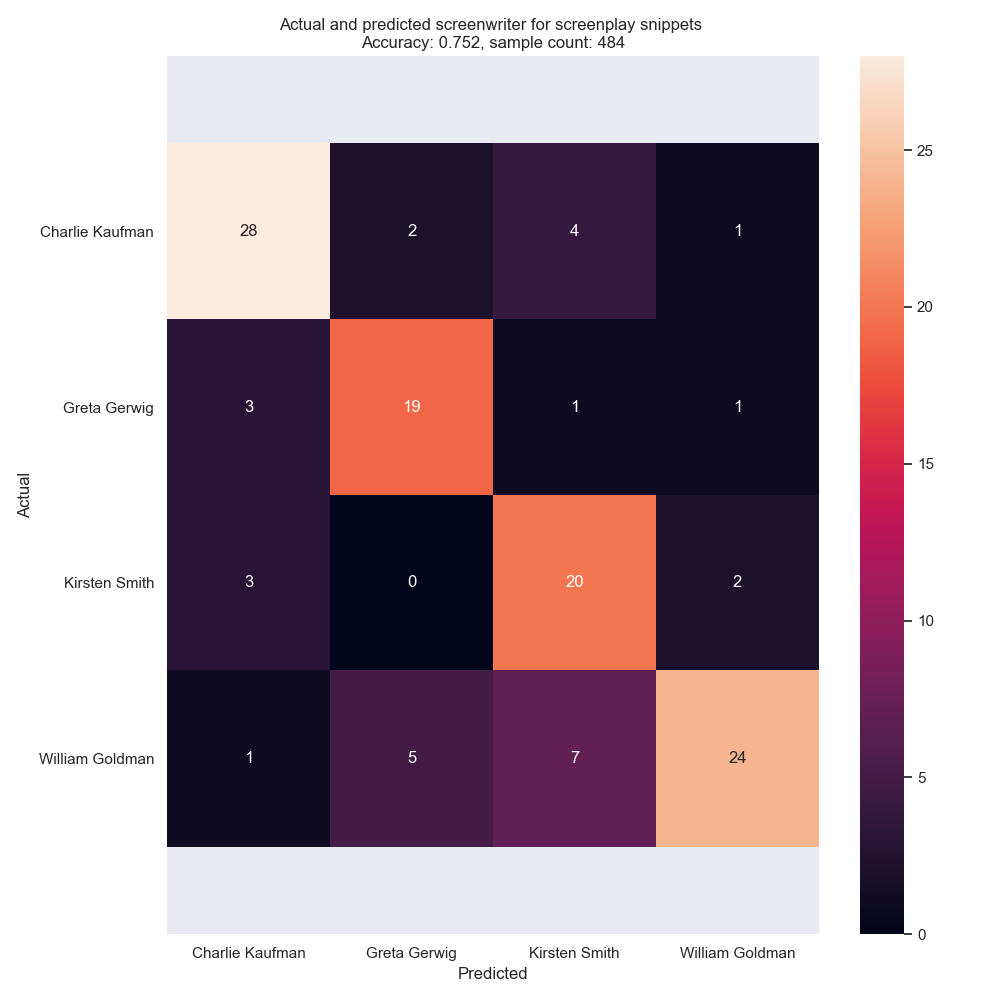 Actual and predicted screenwriter for screenplay snippets
Accuracy: 0.752, sample count: 484
Actual
Charlie Kaufman 28 2 4 1
Greta Gerwig 3 19 1 1
Kirsten Smith 3 0 20 2
William Goldman 1 5 7 24
Charlie Kaufman Greta Gerwig Kirsten Smith William Goldman
Predicted
25
20
15
10
5
0